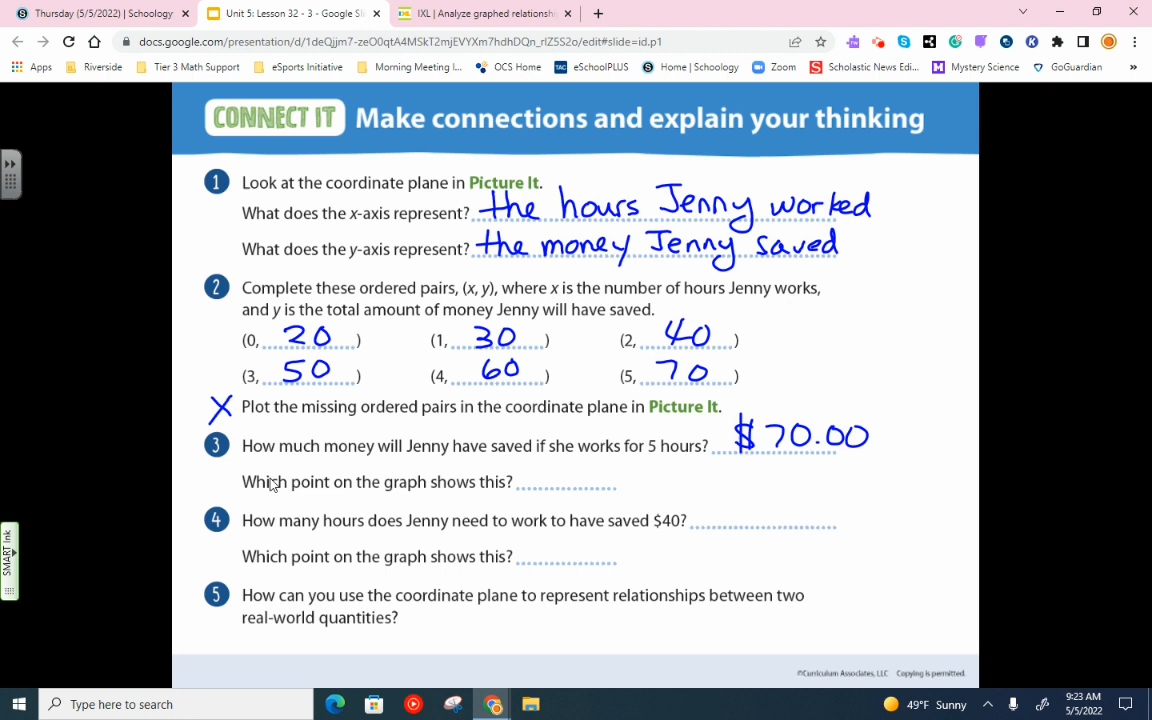 Thursday (5/5/2022) | Schoology
Unit 5: Lesson 32 - 3 - Google Sli
IXL | Analyze graphed relationshi
docs.google.com/presentation/d/1deQjjm7-zeO0qtA4MSkT2mjEVYXm7hdhDQn_rlZ5S2o/edit#slide=id.p1
Apps
Riverside
Tier 3 Math Support
eSports Initiative
Morning Meeting I...
OCS Home
TAC
eSchoolPLUS
Home | Schoology
Zoom
Scholastic News Edi...
Mystery Science
GoGuardian
CONNECT IT Make connections and explain your thinking
1 Look at the coordinate plane in Picture It.
What does the x-axis represent? the hours Jenny worked
What does the y-axis represent? the money Jenny saved
2 Complete these ordered pairs, (x, y), where x is the number of hours Jenny works,
and y is the total amount of money Jenny will have saved.
(0, 20) (1, 30) (2, 40)
(3, 50) (4, 60) (5, 70)
X Plot the missing ordered pairs in the coordinate plane in Picture It.
3 How much money will Jenny have saved if she works for 5 hours? $70.00
Which point on the graph shows this?
4 How many hours does Jenny need to work to have saved $40?
Which point on the graph shows this?
5 How can you use the coordinate plane to represent relationships between two
real-world quantities?
SMART Ink
©Curriculum Associates, LLC Copying is permitted.
Type here to search
49°F Sunny
9:23 AM
5/5/2022